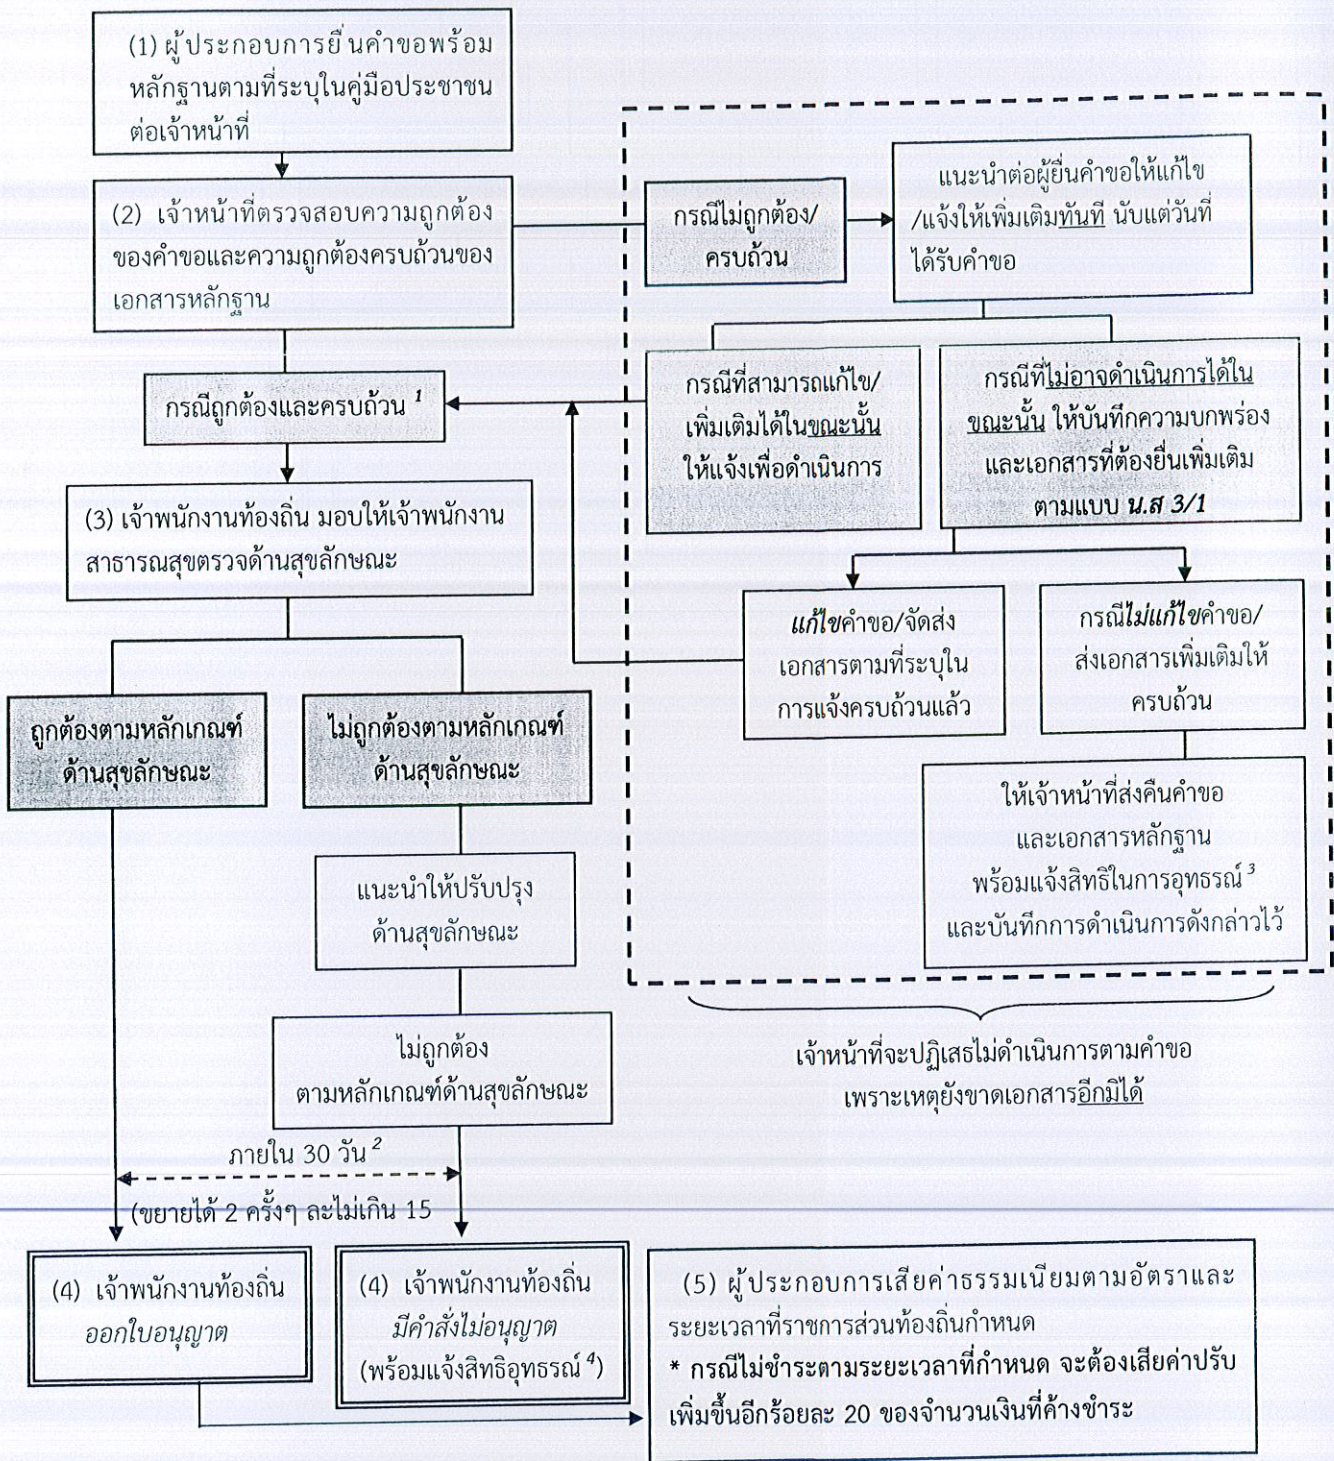 (1) ผู้ประกอบการยื่นคำขอพร้อม
หลักฐานตามที่ระบุในคู่มือประชาชน
ต่อเจ้าหน้าที่
(2) เจ้าหน้าที่ตรวจสอบความถูกต้อง
ของคำขอและความถูกต้องครบถ้วนของ
เอกสารหลักฐาน
กรณีไม่ถูกต้อง/
ครบถ้วน
แนะนำต่อผู้ยื่นคำขอให้แก้ไข
/แจ้งให้เพิ่มเติมทันที นับแต่วันที่
ได้รับคำขอ
กรณีถูกต้องและครบถ้วน 1
กรณีที่สามารถแก้ไข/
เพิ่มเติมได้ในขณะนั้น
ให้แจ้งเพื่อดำเนินการ
กรณีที่ไม่อาจดำเนินการได้ใน
ขณะนั้น ให้บันทึกความบกพร่อง
และเอกสารที่ต้องยื่นเพิ่มเติม
ตามแบบ น.ส 3/1
(3) เจ้าพนักงานท้องถิ่น มอบให้เจ้าพนักงาน
สาธารณสุขตรวจด้านสุขลักษณะ
แก้ไขคำขอ/จัดส่ง
เอกสารตามที่ระบุใน
การแจ้งครบถ้วนแล้ว
กรณีไม่แก้ไขคำขอ/
ส่งเอกสารเพิ่มเติมให้
ครบถ้วน
ถูกต้องตามหลักเกณฑ์
ด้านสุขลักษณะ
ไม่ถูกต้องตามหลักเกณฑ์
ด้านสุขลักษณะ
ให้เจ้าหน้าที่ส่งคืนคำขอ
และเอกสารหลักฐาน
พร้อมแจ้งสิทธิในการอุทธรณ์ 3
และบันทึกการดำเนินการดังกล่าวไว้
แนะนำให้ปรับปรุง
ด้านสุขลักษณะ
ไม่ถูกต้อง
ตามหลักเกณฑ์ด้านสุขลักษณะ
เจ้าหน้าที่จะปฏิเสธไม่ดำเนินการตามคำขอ
เพราะเหตุยังขาดเอกสารอีกมิได้
ภายใน 30 วัน 2
(ขยายได้ 2 ครั้งๆ ละไม่เกิน 15
(4) เจ้าพนักงานท้องถิ่น
ออกใบอนุญาต
(4) เจ้าพนักงานท้องถิ่น
มีคำสั่งไม่อนุญาต
(พร้อมแจ้งสิทธิอุทธรณ์ 4)
(5) ผู้ประกอบการเสียค่าธรรมเนียมตามอัตราและ
ระยะเวลาที่ราชการส่วนท้องถิ่นกำหนด
* กรณีไม่ชำระตามระยะเวลาที่กำหนด จะต้องเสียค่าปรับ
เพิ่มขึ้นอีกร้อยละ 20 ของจำนวนเงินที่ค้างชำระ